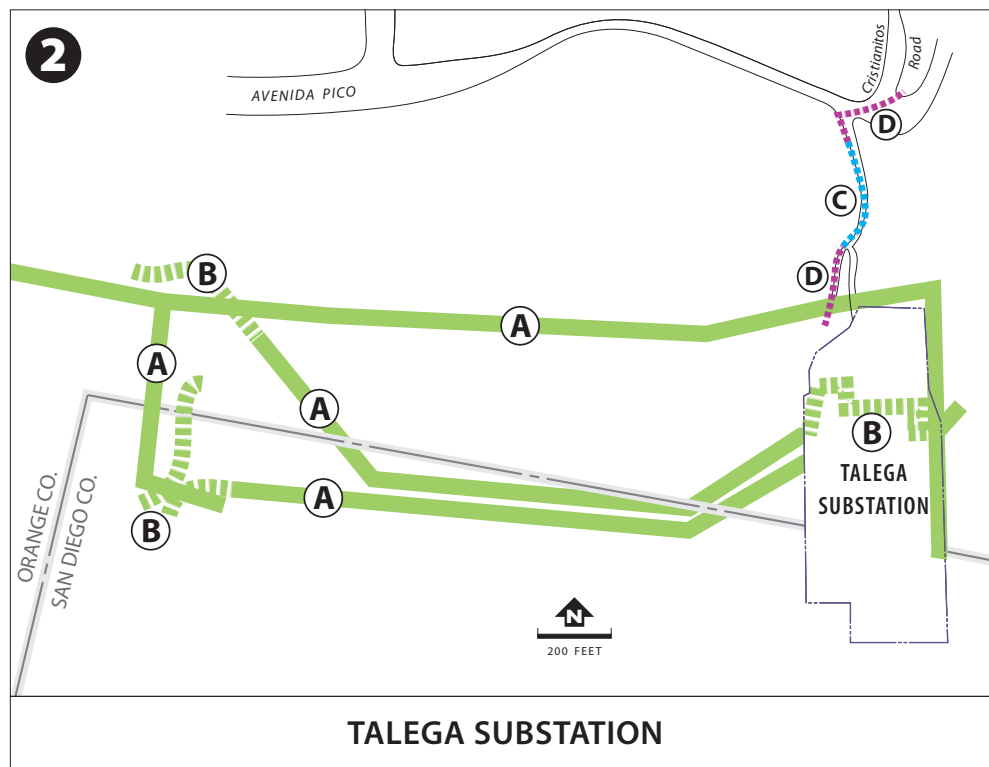 2
AVENIDA PICO
Cristianitos
Road
D
C
B
D
A
A
A
B
TALEGA
SUBSTATION
A
B
ORANGE CO.
SAN DIEGO CO.
N
200 FEET
TALEGA SUBSTATION